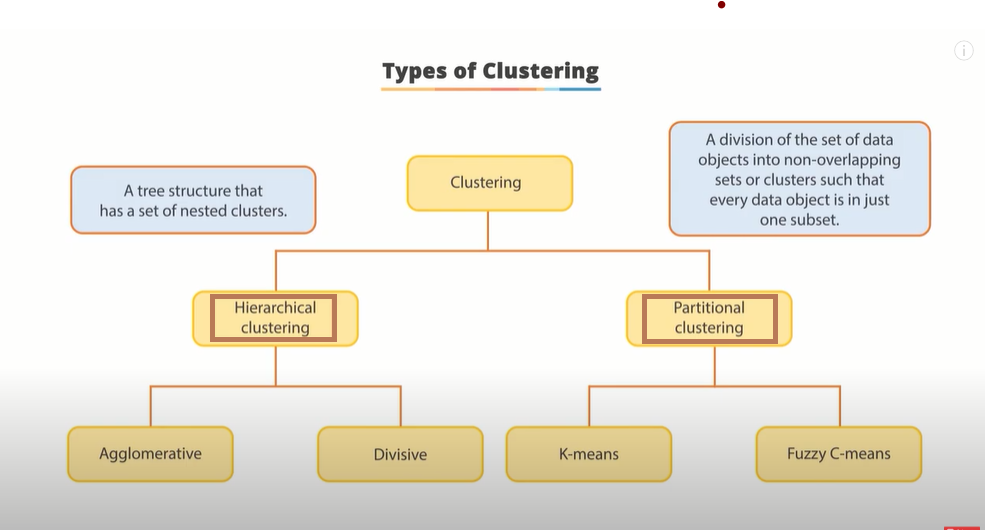 Types of Clustering
A tree structure that
has a set of nested clusters.
Clustering
A division of the set of data
objects into non-overlapping
sets or clusters such that
every data object is in just
one subset.
Hierarchical
clustering
Partitional
clustering
Agglomerative
Divisive
K-means
Fuzzy C-means